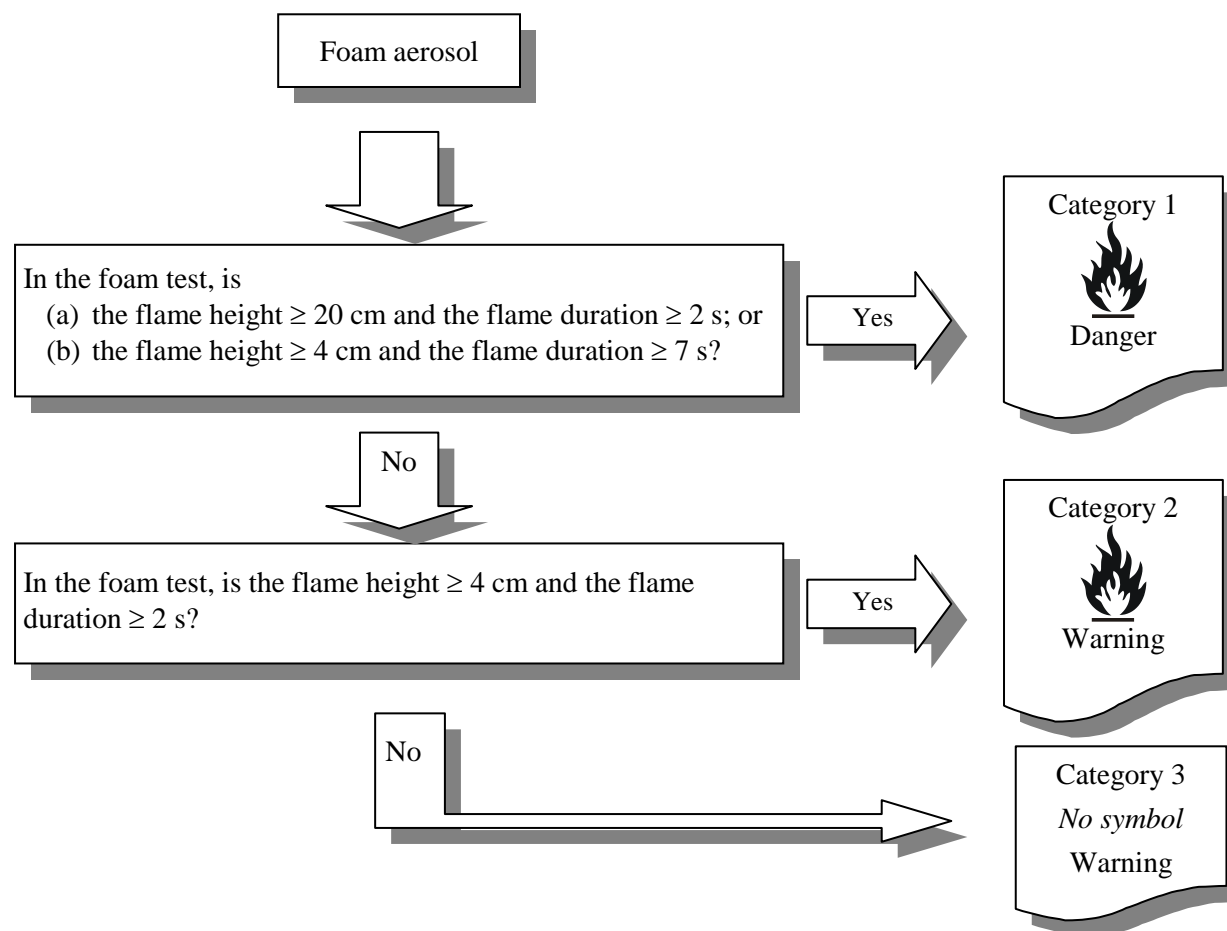 Foam aerosol
In the foam test, is
(a) the flame height ≥ 20 cm and the flame duration ≥ 2 s; or
(b) the flame height ≥ 4 cm and the flame duration ≥ 7 s?
Yes
Category 1
Danger
No
In the foam test, is the flame height ≥ 4 cm and the flame
duration ≥ 2 s?
Yes
Category 2
Warning
No
Category 3
No symbol
Warning